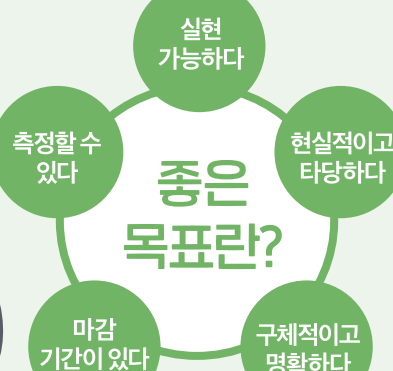 실현
가능하다
측정할 수
있다
현실적이고
타당하다
좋은
목표란?
마감
기간이 있다
구체적이고
명확하다